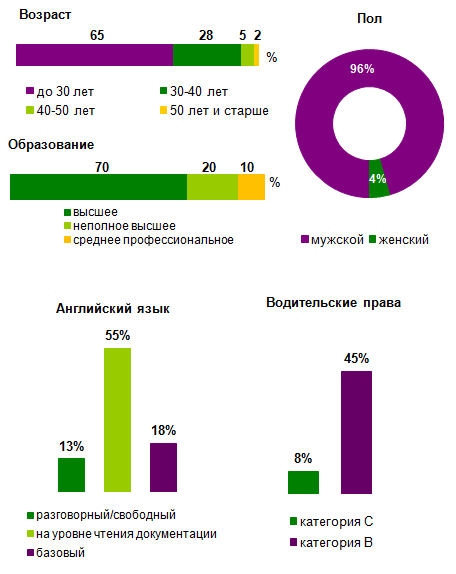 Возраст
65 28 5 2
%
до 30 лет 30-40 лет
40-50 лет 50 лет и старше
Пол
96%
4%
мужской женский
Образование
70 20 10
%
высшее
неполное высшее
среднее профессиональное
Английский язык
55%
13% 18%
разговорный/свободный
на уровне чтения документации
базовый
Водительские права
45%
8%
категория С
категория В